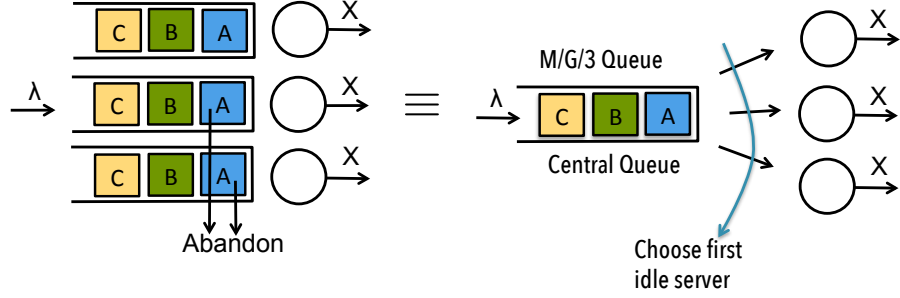 C B A X
λ C B A X
C B A X
Abandon
≡
M/G/3 Queue
λ C B A
Central Queue
X
X
X
Choose first
idle server